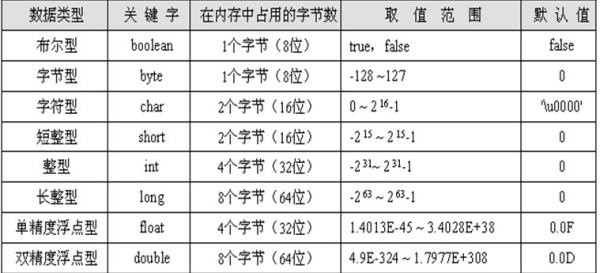 数据类型 关键字 在内存中占用的字节数 取值范围 默认值
布尔型 boolean 1个字节（8位） true，false false
字节型 byte 1个字节（8位） -128～127 0
字符型 char 2个字节（16位） 0～2^16-1 '\u0000'
短整型 short 2个字节（16位） -2^15～2^15-1 0
整型 int 4个字节（32位） -2^31～2^31-1 0
长整型 long 8个字节（64位） -2^63～2^63-1 0
单精度浮点型 float 4个字节（32位） 1.4013E-45～3.4028E+38 0.0F
双精度浮点型 double 8个字节（64位） 4.9E-324～1.7977E+308 0.0D